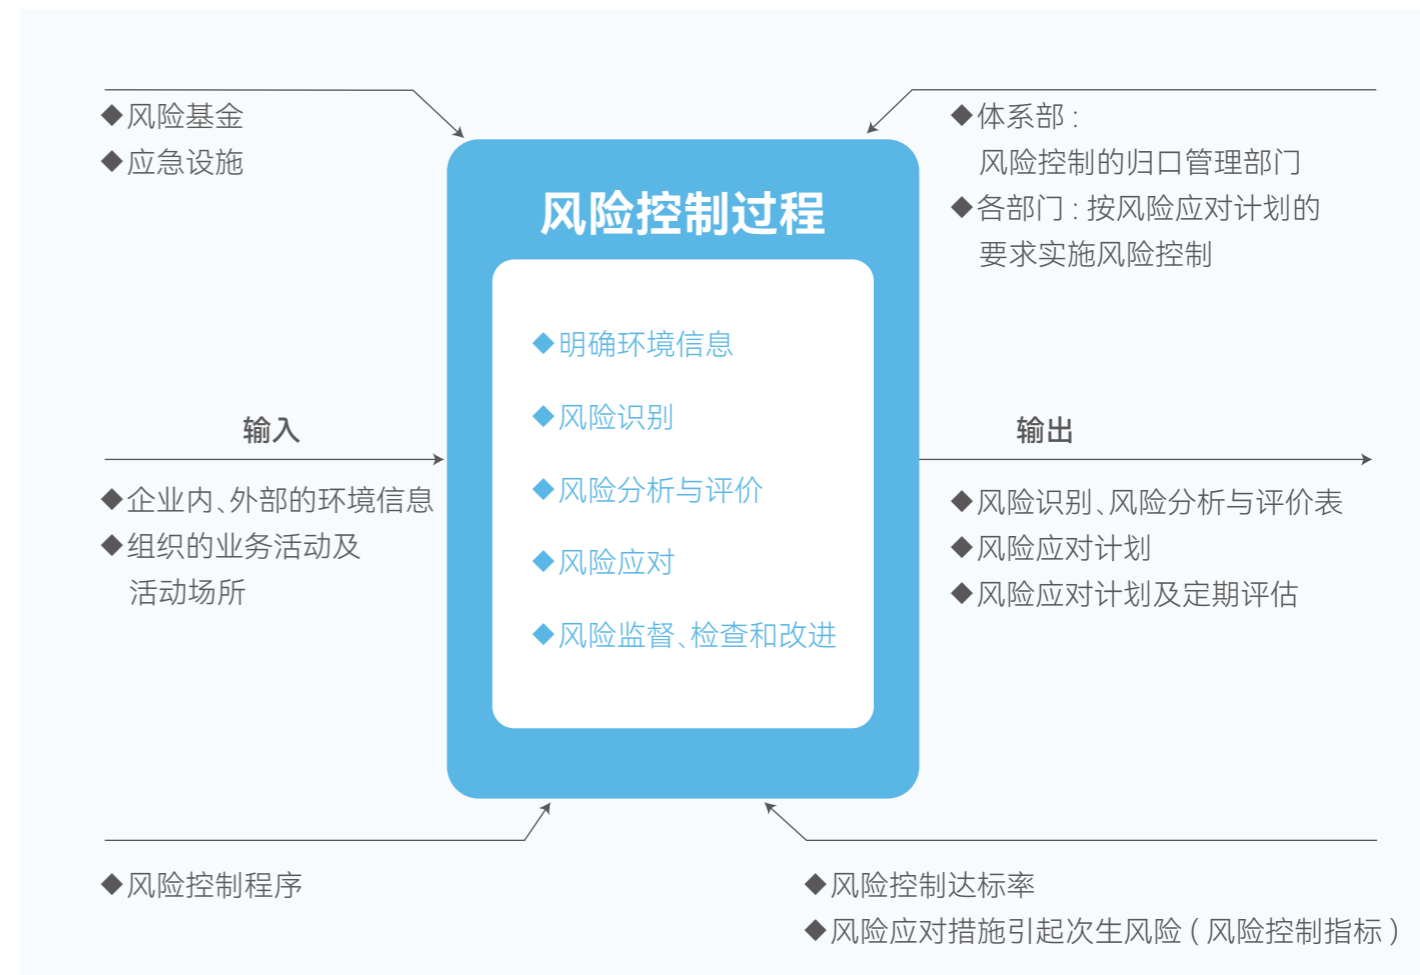 ◆风险基金
◆应急设施
◆体系部：
风险控制的归口管理部门
◆各部门：按风险应对计划的
要求实施风险控制
风险控制过程
◆明确环境信息
◆风险识别
◆风险分析与评价
◆风险应对
◆风险监督、检查和改进
输入
◆企业内、外部的环境信息
◆组织的业务活动及
活动场所
输出
◆风险识别、风险分析与评价表
◆风险应对计划
◆风险应对计划及定期评估
◆风险控制程序
◆风险控制达标率
◆风险应对措施引起次生风险（风险控制指标）